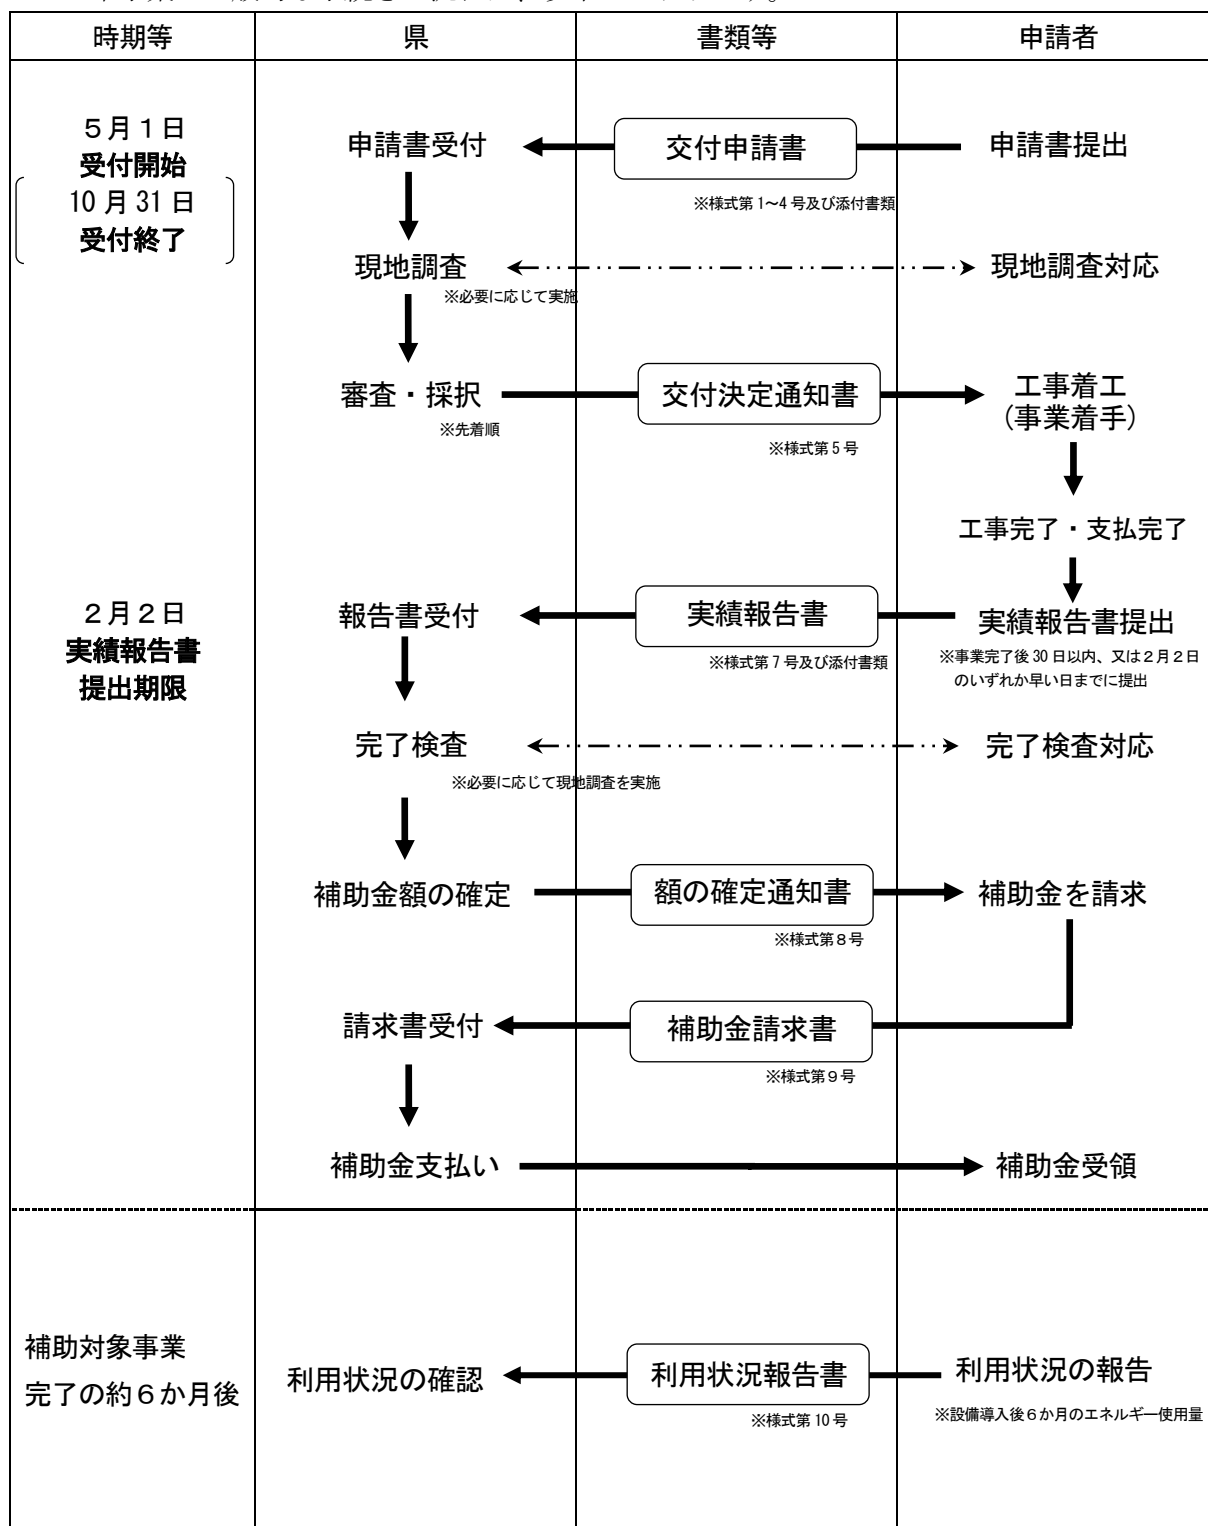 時期等 県 書類等 申請者
5月1日
受付開始
10月31日
受付終了
申請書受付 交付申請書 申請書提出
※様式第1~4号及び添付書類
現地調査 現地調査対応
※必要に応じて実施
審査・採択 交付決定通知書 工事着工
(事業着手)
※先着順
※様式第5号
工事完了・支払完了
2月2日
実績報告書
提出期限
報告書受付 実績報告書 実績報告書提出
※様式第7号及び添付書類
※事業完了後30日以内、又は2月2日
のいずれか早い日までに提出
完了検査 完了検査対応
※必要に応じて現地調査を実施
補助金額の確定 額の確定通知書 補助金を請求
※様式第8号
請求書受付 補助金請求書
※様式第9号
補助金支払い 補助金受領
補助対象事業
完了の約6か月後
利用状況の確認 利用状況報告書 利用状況の報告
※様式第10号
※設備導入後6か月のエネルギー使用量